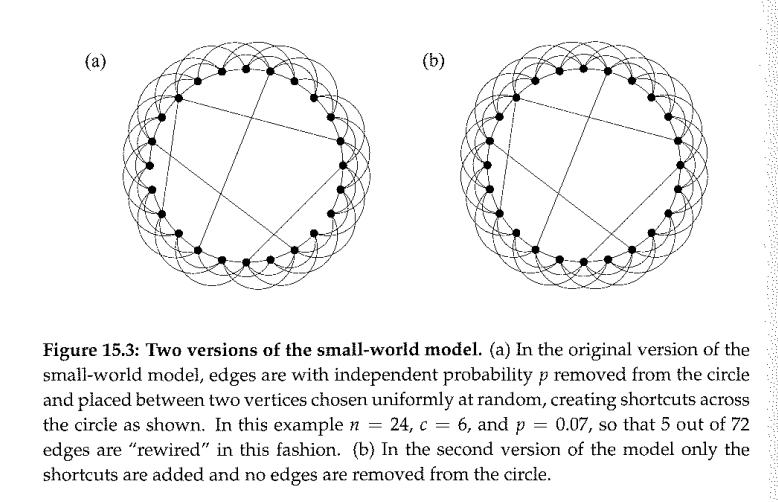 (a)
(b)
Figure 15.3: Two versions of the small-world model. (a) In the original version of the
small-world model, edges are with independent probability p removed from the circle
and placed between two vertices chosen uniformly at random, creating shortcuts across
the circle as shown. In this example n = 24, c = 6, and p = 0.07, so that 5 out of 72
edges are “rewired” in this fashion. (b) In the second version of the model only the
shortcuts are added and no edges are removed from the circle.